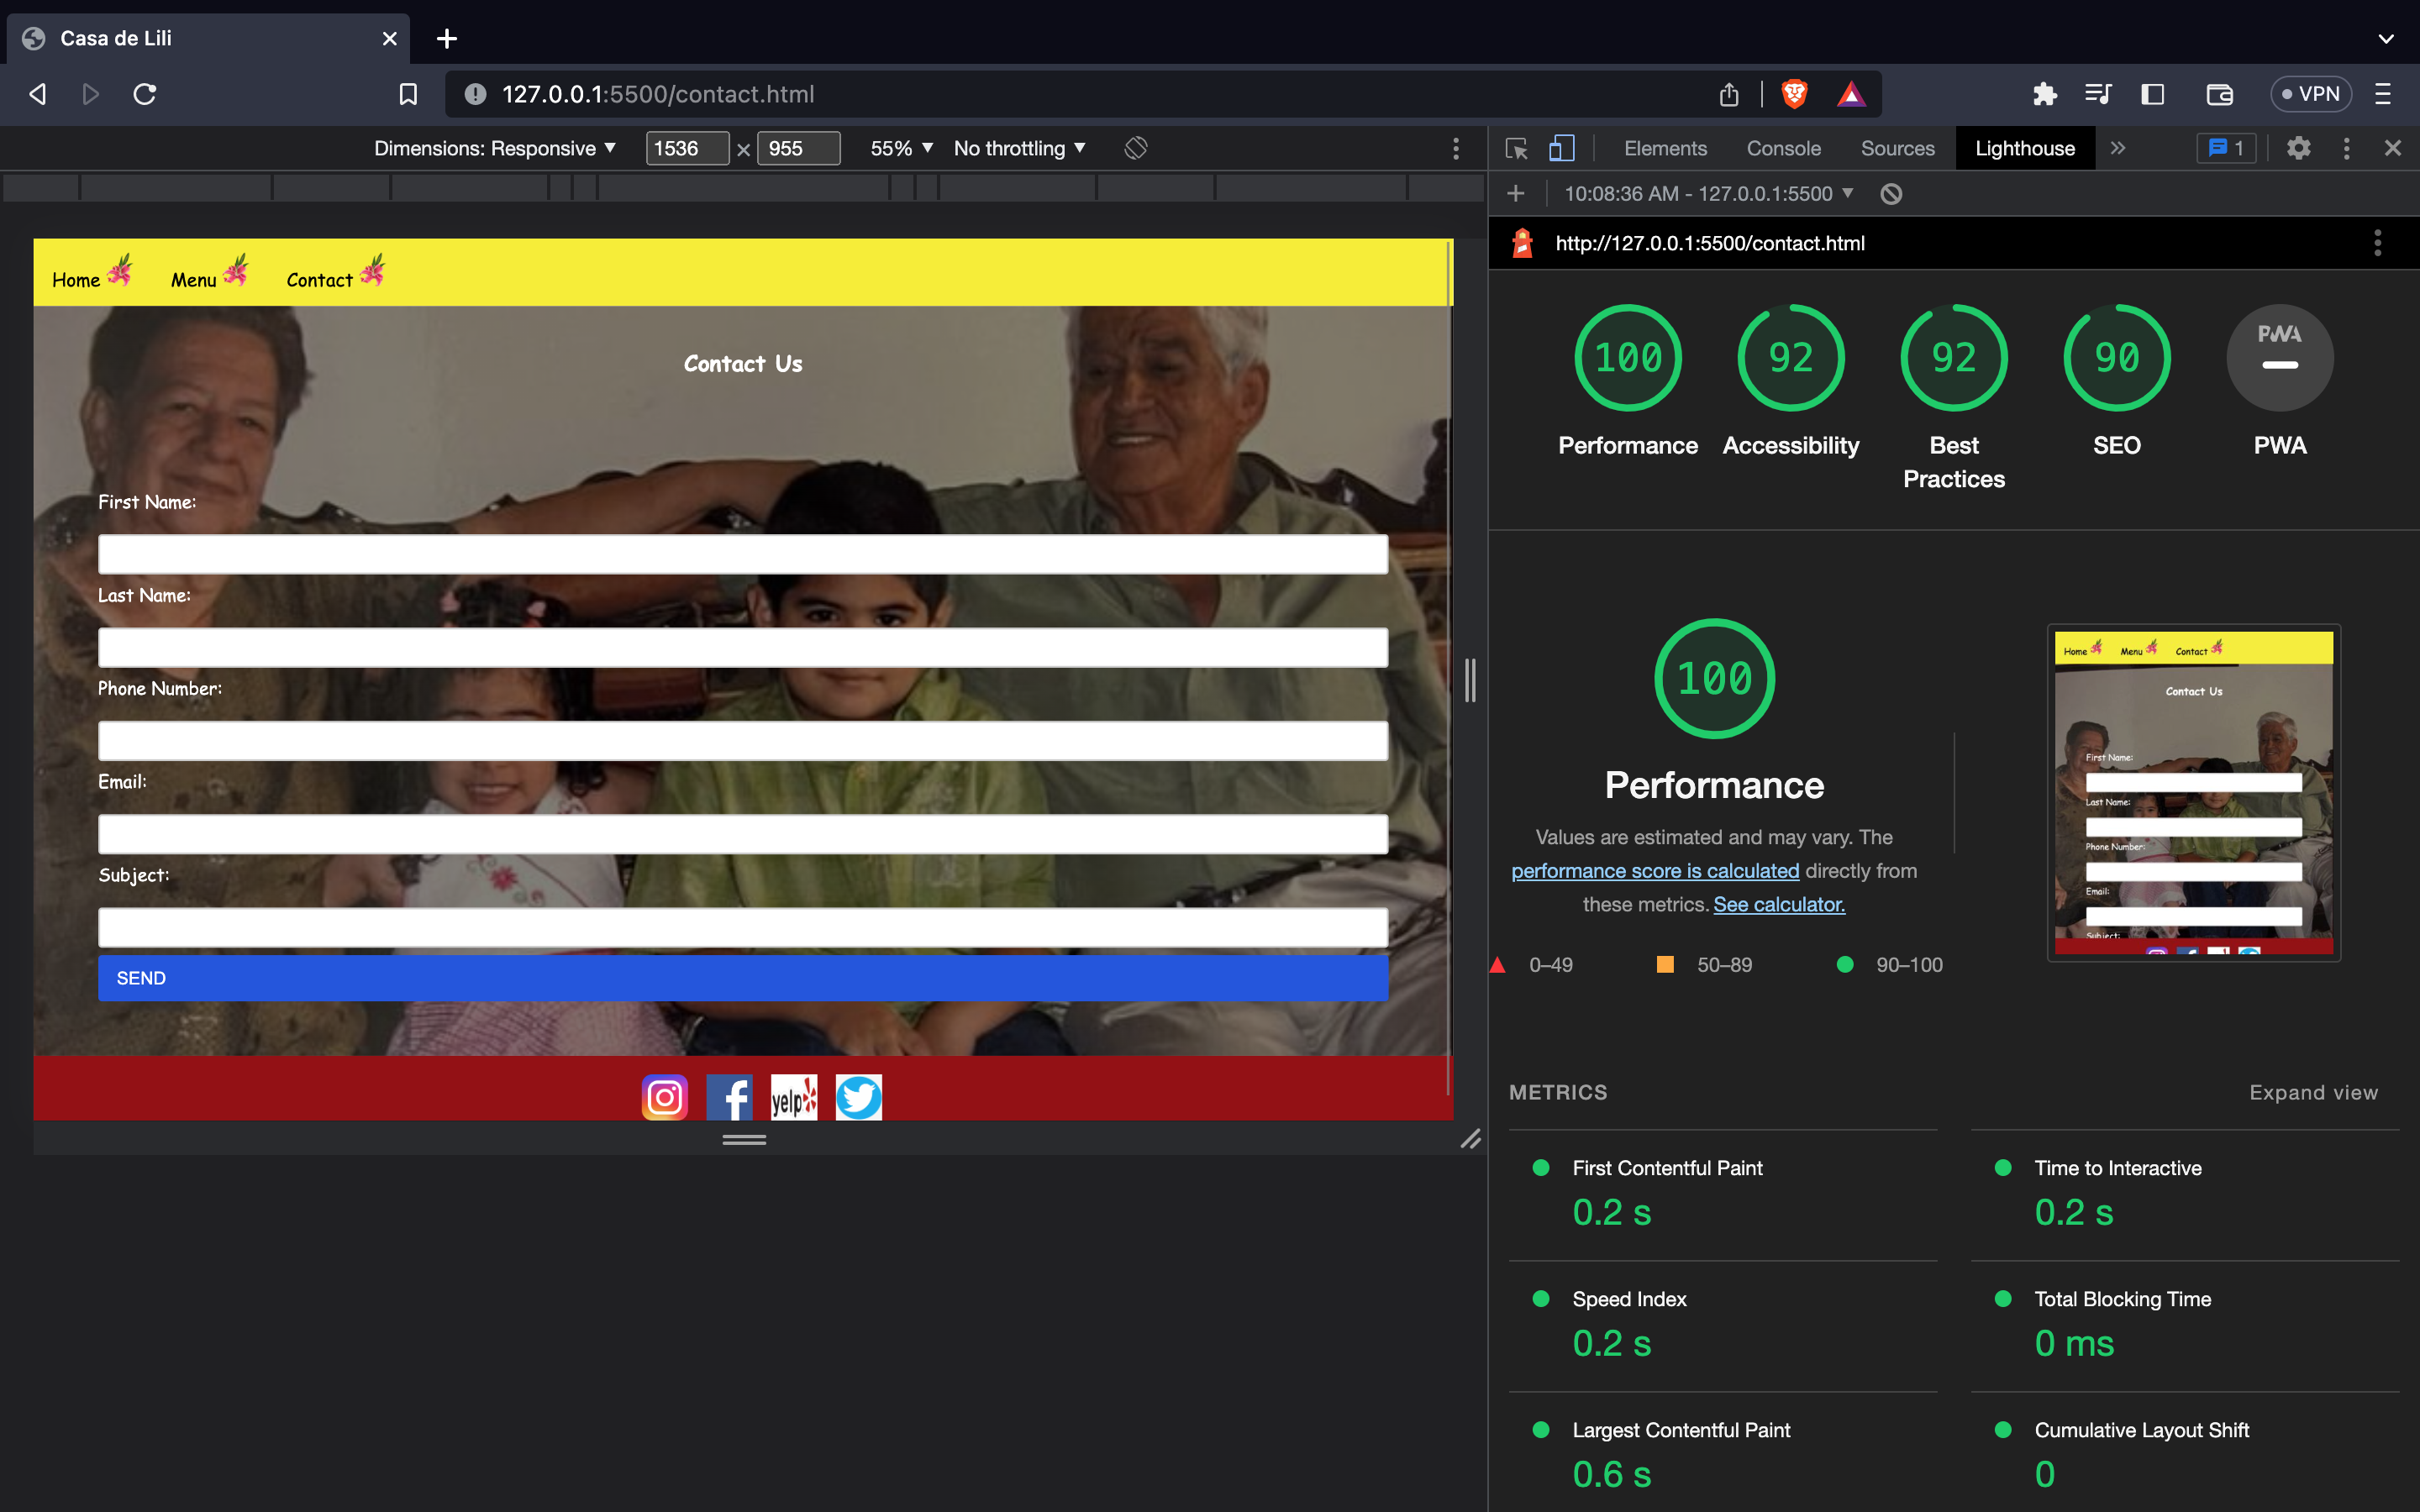 Casa de Lili
127.0.0.1:5500/contact.html
VPN
Dimensions: Responsive
1536 × 955
55%
No throttling
Elements
Console
Sources
Lighthouse
1
10:08:36 AM - 127.0.0.1:5500
http://127.0.0.1:5500/contact.html
Home
Menu
Contact
Contact Us
First Name:
Last Name:
Phone Number:
Email:
Subject:
SEND
yelp
100
92
92
90
PWA
Performance
Accessibility
Best
Practices
SEO
PWA
100
Performance
Values are estimated and may vary. The
performance score is calculated directly from
these metrics. See calculator.
0–49
50–89
90–100
Home
Menu
Contact
Contact Us
First Name:
Last Name:
Phone Number:
Email:
Subject:
METRICS
Expand view
First Contentful Paint
0.2 s
Time to Interactive
0.2 s
Speed Index
0.2 s
Total Blocking Time
0 ms
Largest Contentful Paint
0.6 s
Cumulative Layout Shift
0